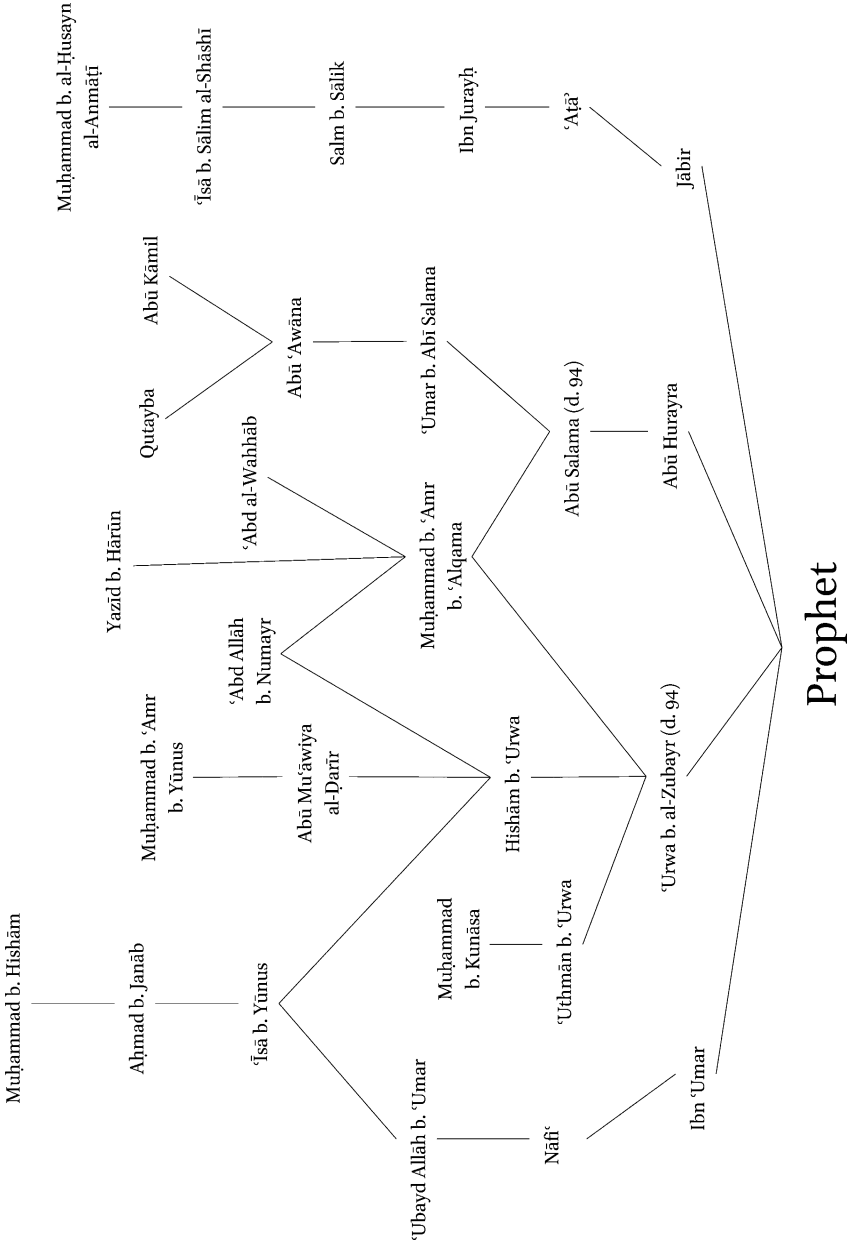 Muḥammad b. Hishām
Muḥammad b. al-Ḥusayn
al-Anmāṭī
Yazīd b. Hārūn
Aḥmad b. Janāb
Muḥammad b. ʿAmr
b. Yūnus
Qutayba
Abū Kāmil
ʿĪsā b. Sālim al-Shāshī
ʿĪsā b. Yūnus
ʿAbd Allāh
b. Numayr
ʿAbd al-Wahhāb
Abū Muʿāwiya
al-Ḍarīr
Abū ʿAwāna
Salm b. Sālik
ʿUbayd Allāh b. ʿUmar
Muḥammad
b. Kunāsa
Muḥammad b. ʿAmr
b. ʿAlqama
ʿUmar b. Abī Salama
Ibn Jurayḥ
Hishām b. ʿUrwa
Nāfiʿ
ʿUthmān b. ʿUrwa
Abū Salama (d. 94)
ʿAṭāʾ
Ibn ʿUmar
ʿUrwa b. al-Zubayr (d. 94)
Abū Hurayra
Jābir
Prophet